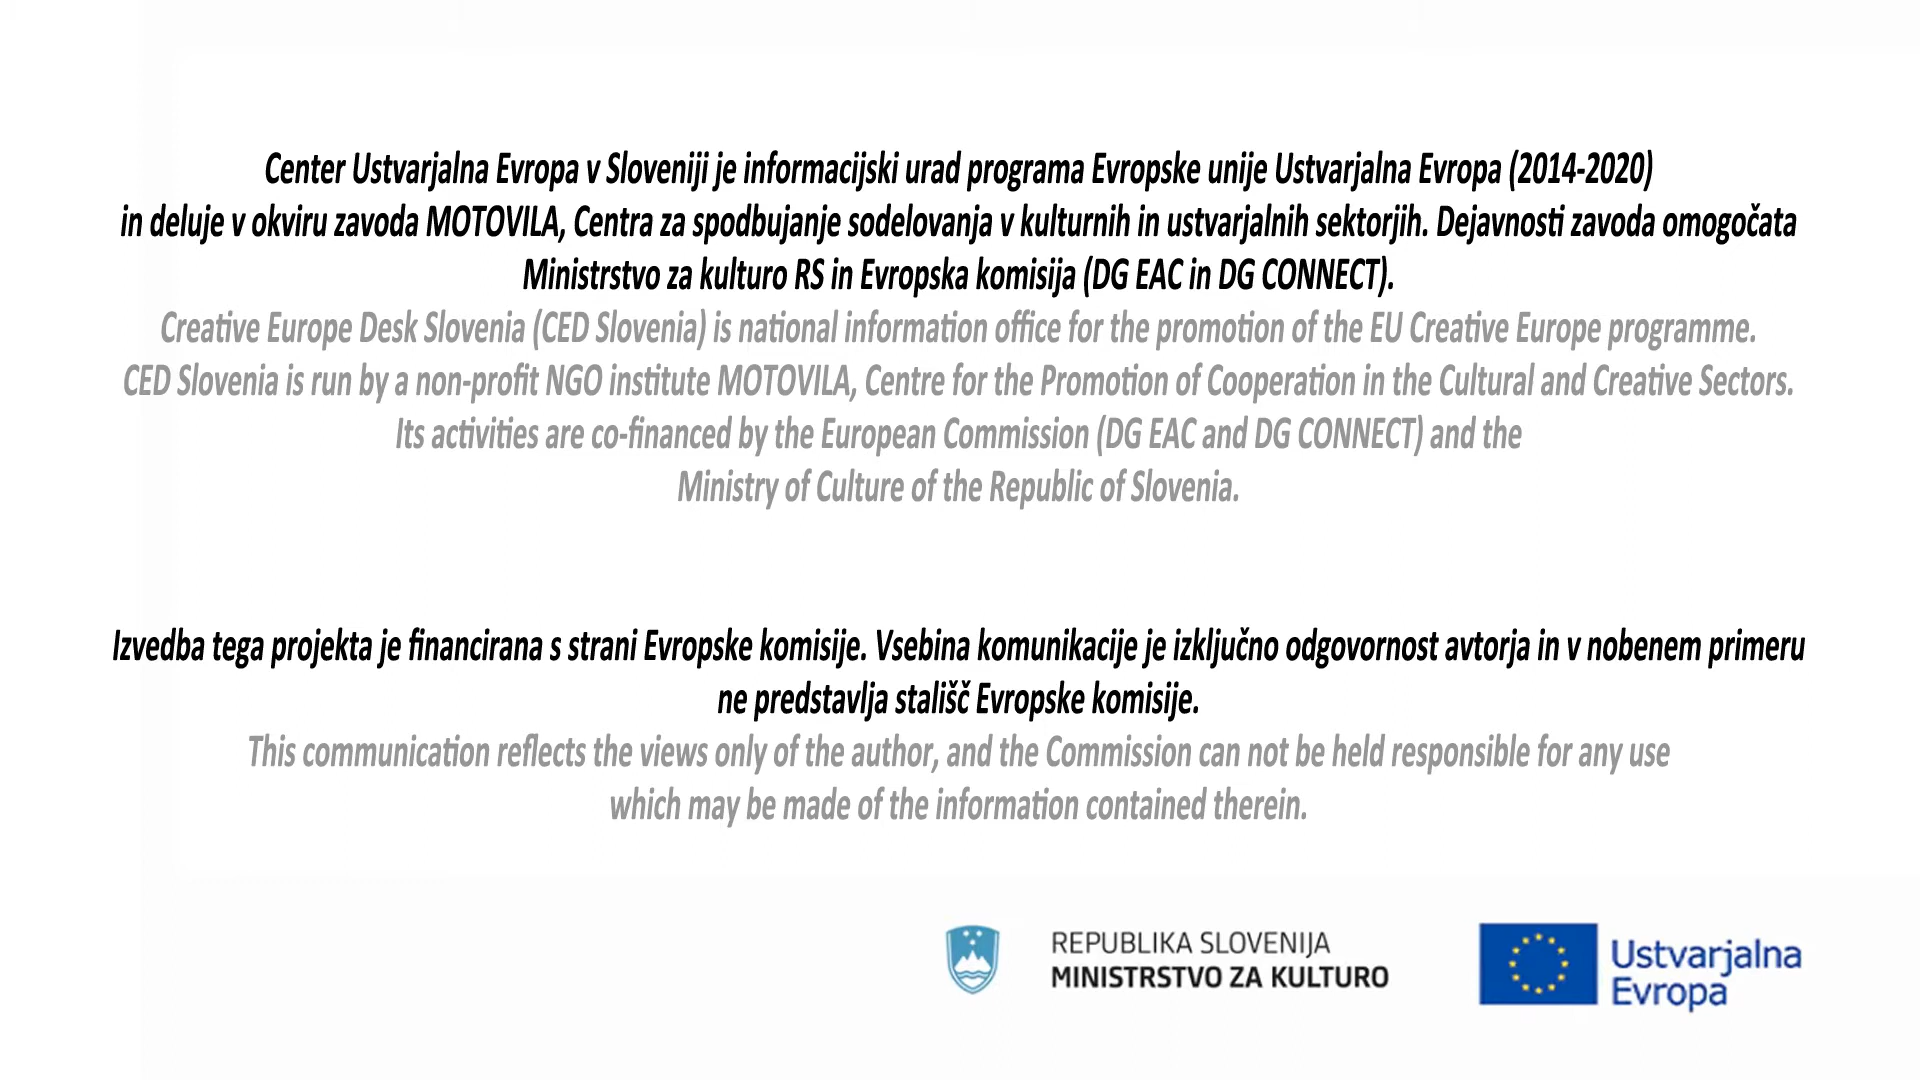 Center Ustvarjalna Evropa v Sloveniji je informacijski urad programa Evropske unije Ustvarjalna Evropa (2014-2020)
in deluje v okviru zavoda MOTOVILA, Centra za spodbujanje sodelovanja v kulturnih in ustvarjalnih sektorjih. Dejavnosti zavoda omogočata
Ministrstvo za kulturo RS in Evropska komisija (DG EAC in DG CONNECT).
Creative Europe Desk Slovenia (CED Slovenia) is national information office for the promotion of the EU Creative Europe programme.
CED Slovenia is run by a non-profit NGO institute MOTOVILA, Centre for the Promotion of Cooperation in the Cultural and Creative Sectors.
Its activities are co-financed by the European Commission (DG EAC and DG CONNECT) and the
Ministry of Culture of the Republic of Slovenia.
Izvedba tega projekta je financirana s strani Evropske komisije. Vsebina komunikacije je izključno odgovornost avtorja in v nobenem primeru
ne predstavlja stališč Evropske komisije.
This communication reflects the views only of the author, and the Commission can not be held responsible for any use
which may be made of the information contained therein.
REPUBLIKA SLOVENIJA
MINISTRSTVO ZA KULTURO
Ustvarjalna
Evropa